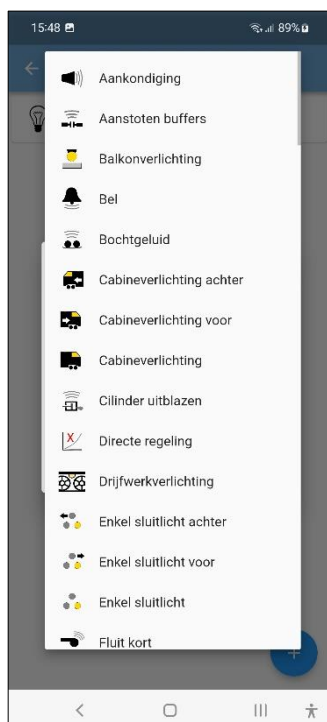 15:48 89%
Aankondiging
Aanstoten buffers
Balkonverlichting
Bel
Bochtgeluid
Cabineverlichting achter
Cabineverlichting voor
Cabineverlichting
Cilinder uitblazen
Directe regeling
Drijfwerkverlichting
Enkel sluitlicht achter
Enkel sluitlicht voor
Enkel sluitlicht
Fluit kort